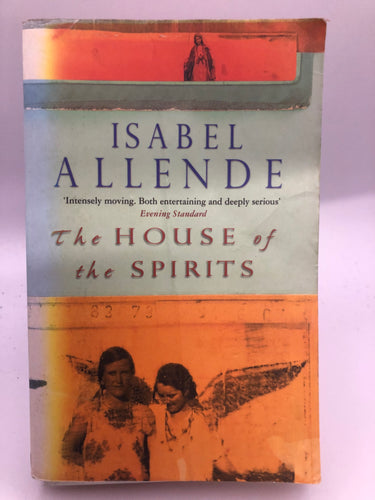 ISABEL
ALLENDE
'Intensely moving. Both entertaining and deeply serious'
Evening Standard
The HOUSE of
the SPIRITS